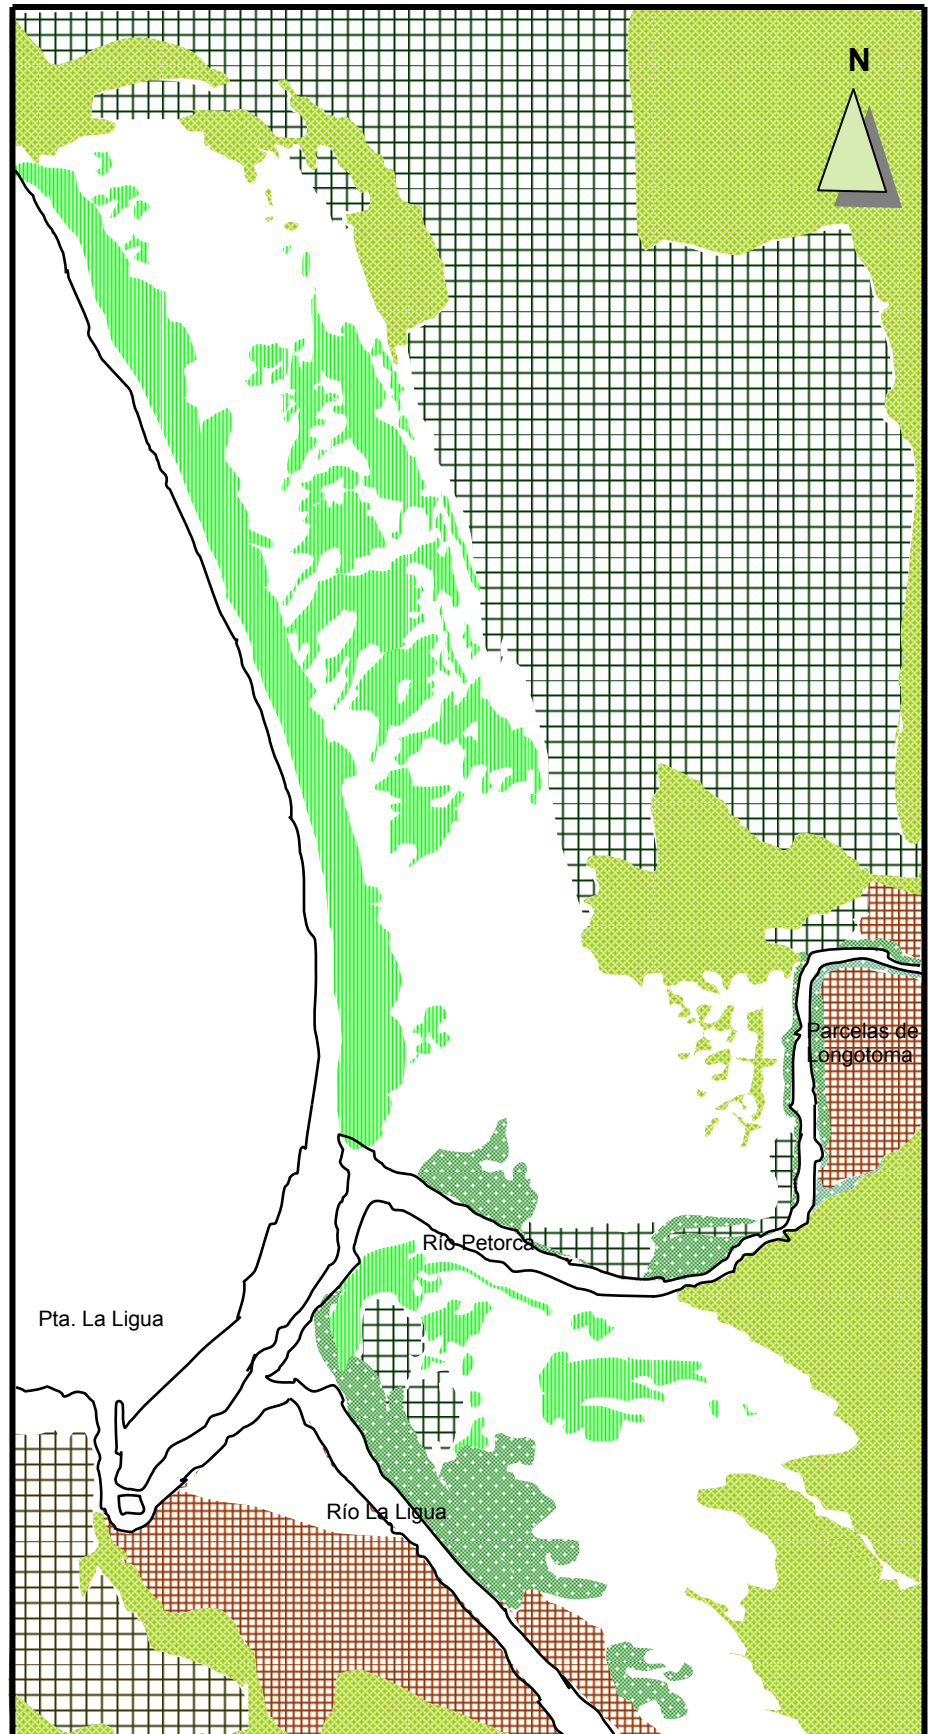 N
Parcelas de
Longotoma
Río Petorca
Pta. La Ligua
Río La Ligua